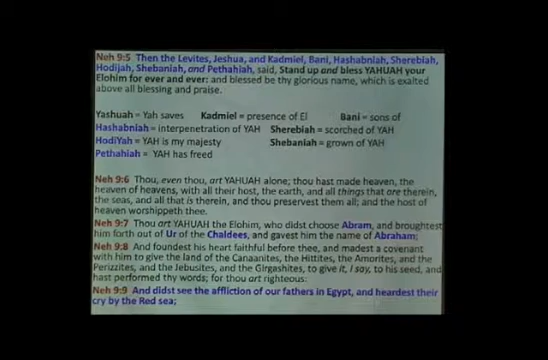 Neh 9:5 Then the Levites, Jeshua, and Kadmiel, Bani, Hashabniah, Sherebiah,
Hodijah, Shebaniah, and Pethahiah, said, Stand up and bless YAHUAH your
Elohim for ever and ever: and blessed be thy glorious name, which is exalted
above all blessing and praise.
Yashuah = Yah saves Kadmiel = presence of El Bani = sons of
Hashabniah = interpenetration of YAH Sherebiah = scorched of YAH
HodiYah = YAH is my majesty Shebaniah = grown of YAH
Pethahiah = YAH has freed
Neh 9:6 Thou, even thou, art YAHUAH alone; thou hast made heaven, the
heaven of heavens, with all their host, the earth, and all things that are therein,
the seas, and all that is therein, and thou preservest them all; and the host of
heaven worshippeth thee.
Neh 9:7 Thou art YAHUAH the Elohim, who didst choose Abram, and broughtest
him forth out of Ur of the Chaldees, and gavest him the name of Abraham;
Neh 9:8 And foundest his heart faithful before thee, and madest a covenant
with him to give the land of the Canaanites, the Hittites, the Amorites, and the
Perizzites, and the Jebusites, and the Girgashites, to give it, I say, to his seed, and
hast performed thy words; for thou art righteous:
Neh 9:9 And didst see the affliction of our fathers in Egypt, and heardest their
cry by the Red sea;